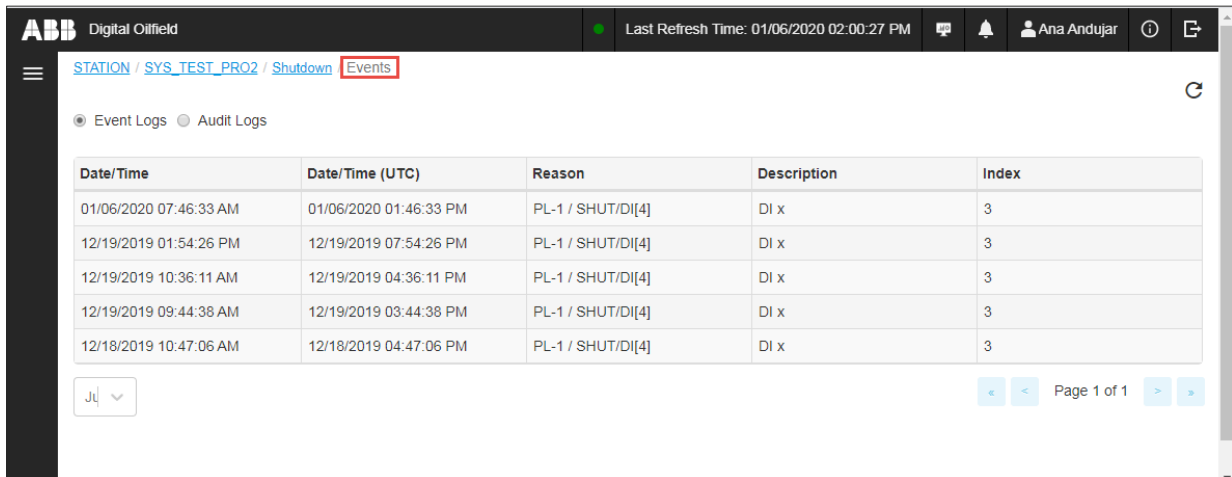 ABB Digital Oilfield Last Refresh Time: 01/06/2020 02:00:27 PM Ana Andujar
STATION / SYS_TEST_PRO2 / Shutdown / Events
Event Logs Audit Logs
Date/Time Date/Time (UTC) Reason Description Index
01/06/2020 07:46:33 AM 01/06/2020 01:46:33 PM PL-1 / SHUT/DI[4] DI x 3
12/19/2019 01:54:26 PM 12/19/2019 07:54:26 PM PL-1 / SHUT/DI[4] DI x 3
12/19/2019 10:36:11 AM 12/19/2019 04:36:11 PM PL-1 / SHUT/DI[4] DI x 3
12/19/2019 09:44:38 AM 12/19/2019 03:44:38 PM PL-1 / SHUT/DI[4] DI x 3
12/18/2019 10:47:06 AM 12/18/2019 04:47:06 PM PL-1 / SHUT/DI[4] DI x 3
« < Page 1 of 1 > »